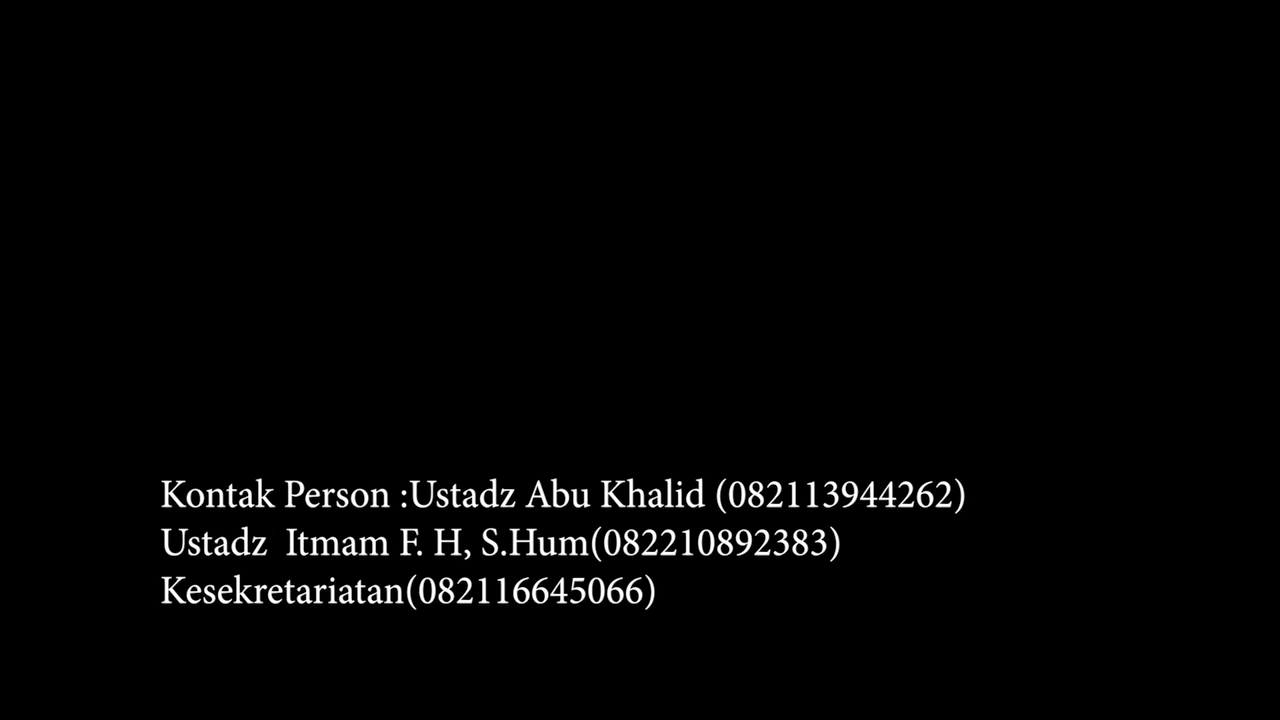 Kontak Person :Ustadz Abu Khalid (082113944262)
Ustadz  Itmam F. H, S.Hum(082210892383)
Kesekretariatan(082116645066)